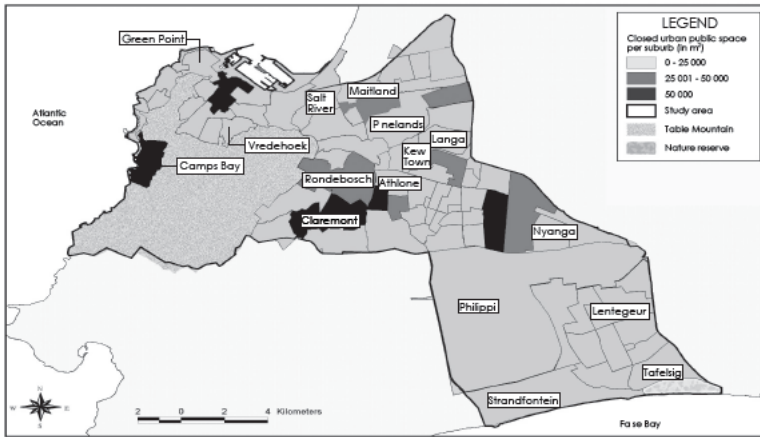 LEGEND
Closed urban public space
per suburb (in m²)
0 - 25 000
25 001 - 50 000
50 000
Study area
Table Mountain
Nature reserve
Green Point
Atlantic
Ocean
Salt
River
Maitland
Pinelands
Vredehoek
Langa
Kew
Town
Camps Bay
Rondebosch
Athlone
Claremont
Nyanga
Philippi
Lentegeur
Tafelsig
Strandfontein
N
W
E
S
2 0 2 4 Kilometers
False Bay